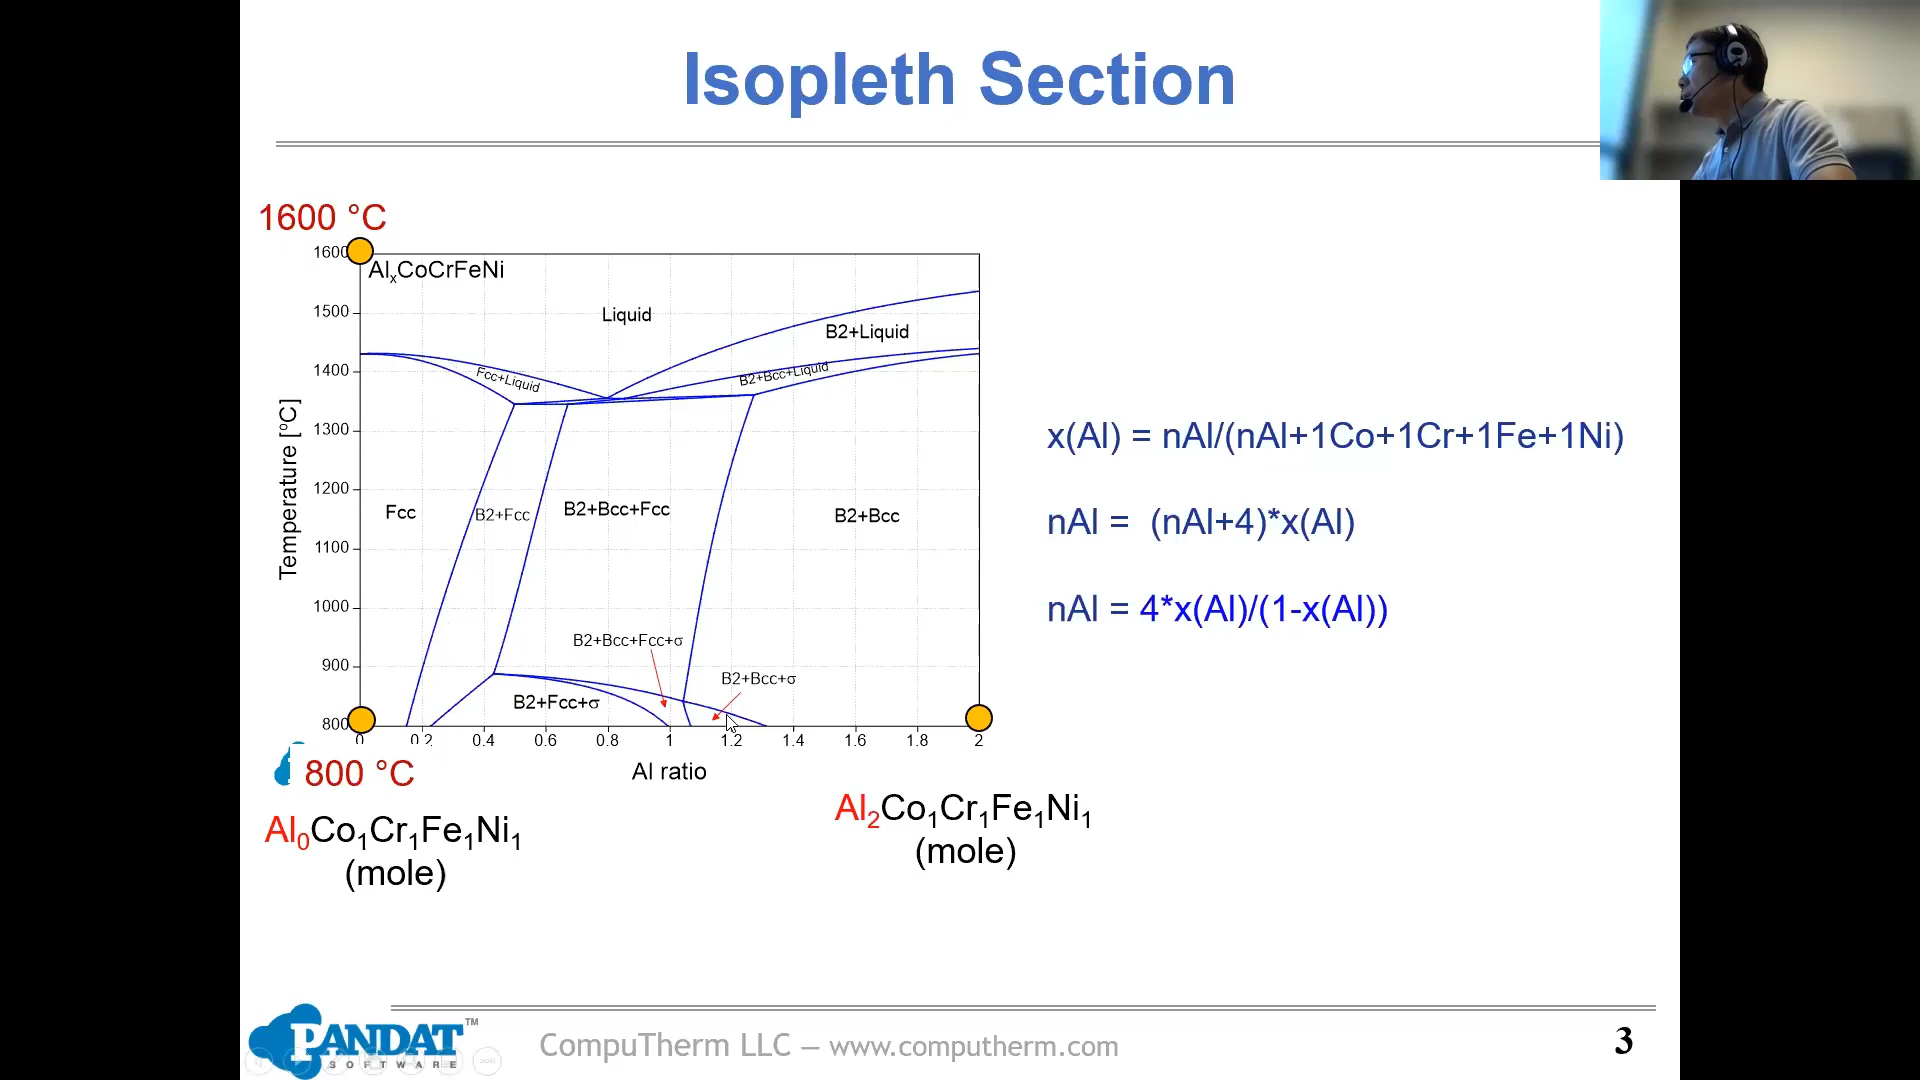 Isopleth Section
1600 °C
1600
AlxCoCrFeNi
1500
Liquid
B2+Liquid
1400
Fcc+Liquid
B2+Bcc+Liquid
1300
1200
Fcc
B2+Fcc
B2+Bcc+Fcc
B2+Bcc
1100
1000
B2+Bcc+Fcc+σ
900
B2+Bcc+σ
B2+Fcc+σ
800
Temperature [°C]
0 0.2 0.4 0.6 0.8 1 1.2 1.4 1.6 1.8 2
Al ratio
800 °C
Al0Co1Cr1Fe1Ni1
(mole)
Al2Co1Cr1Fe1Ni1
(mole)
x(Al) = nAl/(nAl+1Co+1Cr+1Fe+1Ni)
nAl = (nAl+4)*x(Al)
nAl = 4*x(Al)/(1-x(Al))
PANDAT™
SOFTWARE
CompuTherm LLC – www.computherm.com
3